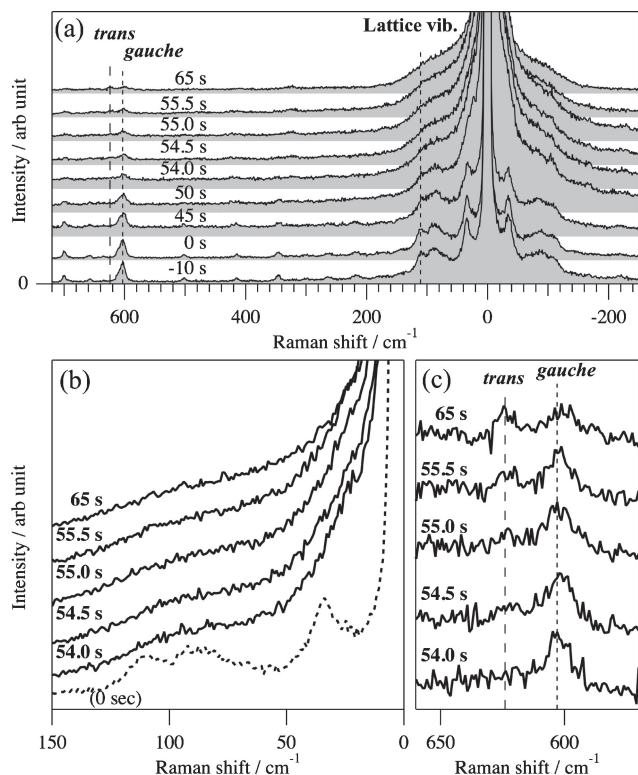 (a)
trans
gauche
Lattice vib.
65 s
55.5 s
55.0 s
54.5 s
54.0 s
50 s
45 s
0 s
-10 s
Intensity / arb unit
0
600 400 200 0 -200
Raman shift / cm-1
(b)
65 s
55.5 s
55.0 s
54.5 s
54.0 s
(0 sec)
Intensity / arb unit
150 100 50 0
Raman shift / cm-1
(c)
trans
gauche
65 s
55.5 s
55.0 s
54.5 s
54.0 s
650 600
Raman shift / cm-1